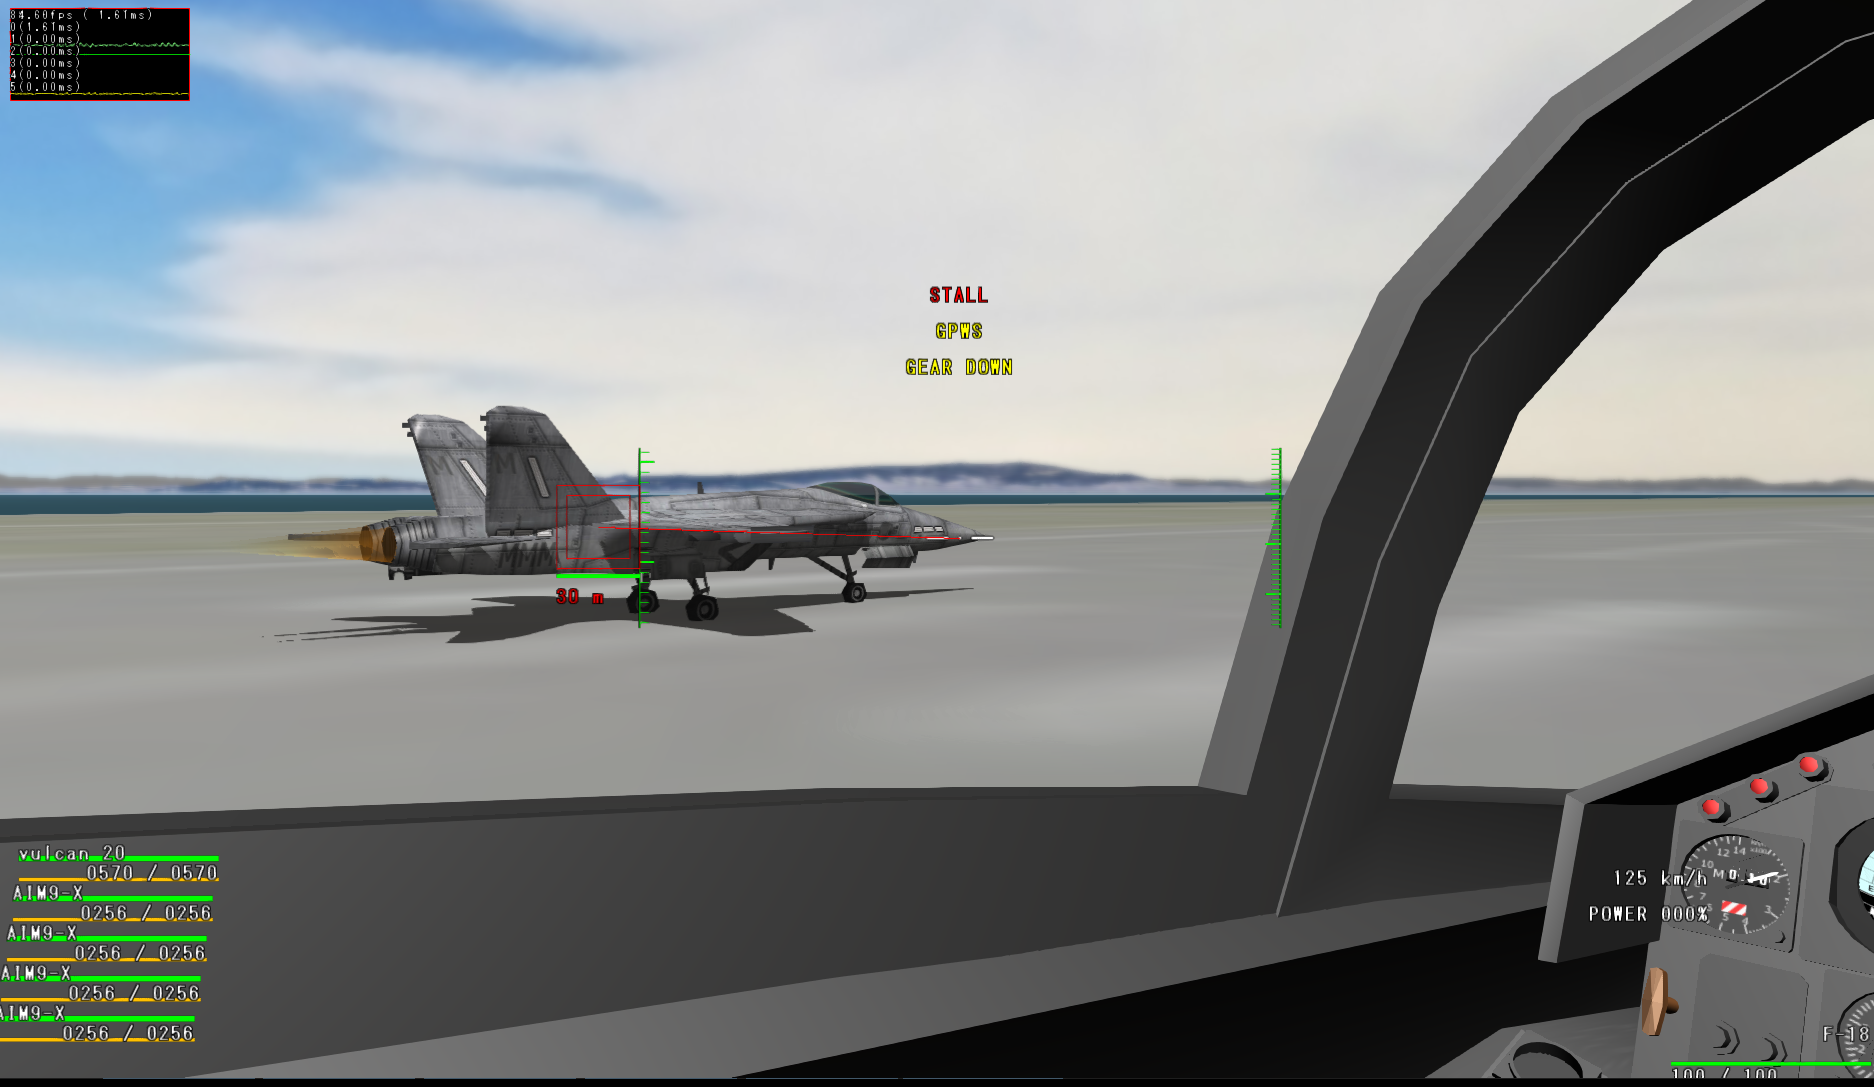 84.60fps ( 1.61ms)
0(1.61ms)
1(0.00ms)
2(0.00ms)
3(0.00ms)
4(0.00ms)
5(0.00ms)
STALL
GPWS
GEAR DOWN
M
M
MMM
30 m
vulcan 20
0570 / 0570
AIM9-X
0256 / 0256
AIM9-X
0256 / 0256
AIM9-X
0256 / 0256
AIM9-X
0256 / 0256
125 km/h
POWER 000%
F-18
100 / 100